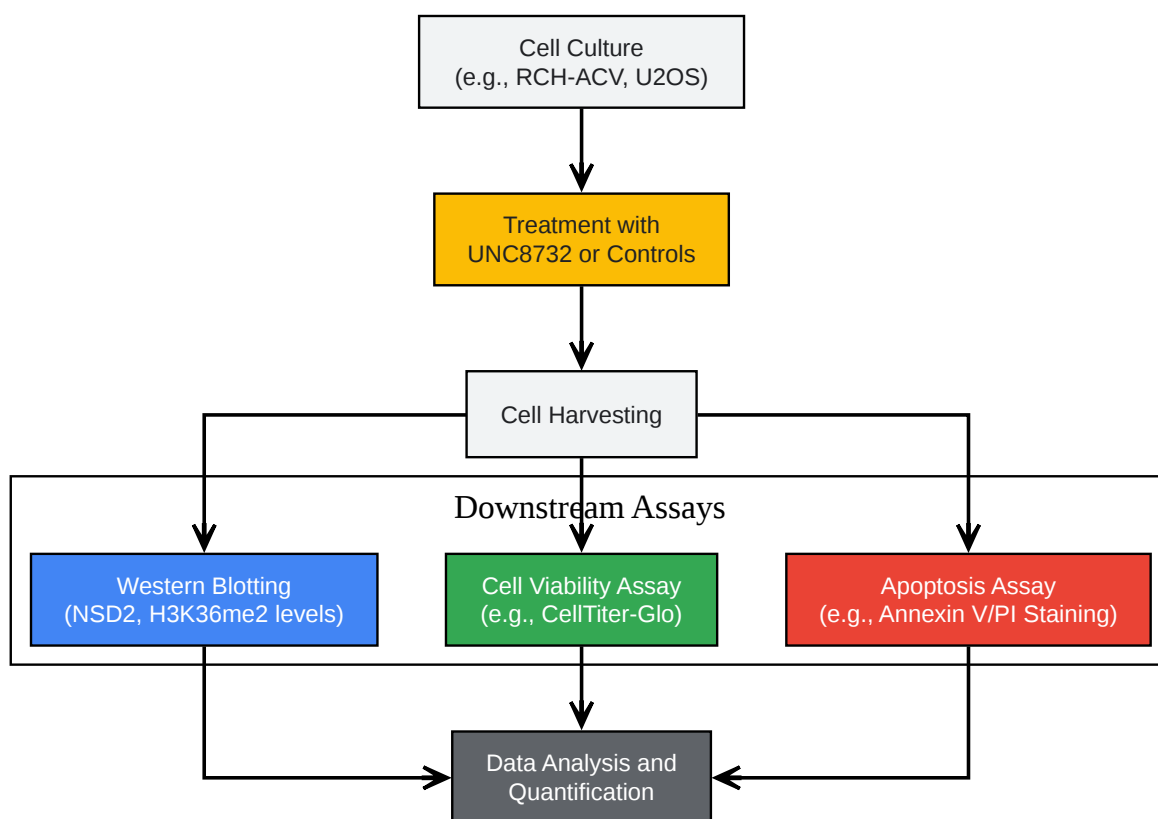 Cell Culture
(e.g., RCH-ACV, U2OS)
Treatment with
UNC8732 or Controls
Cell Harvesting
Downstream Assays
Western Blotting
(NSD2, H3K36me2 levels)
Cell Viability Assay
(e.g., CellTiter-Glo)
Apoptosis Assay
(e.g., Annexin V/PI Staining)
Data Analysis and
Quantification